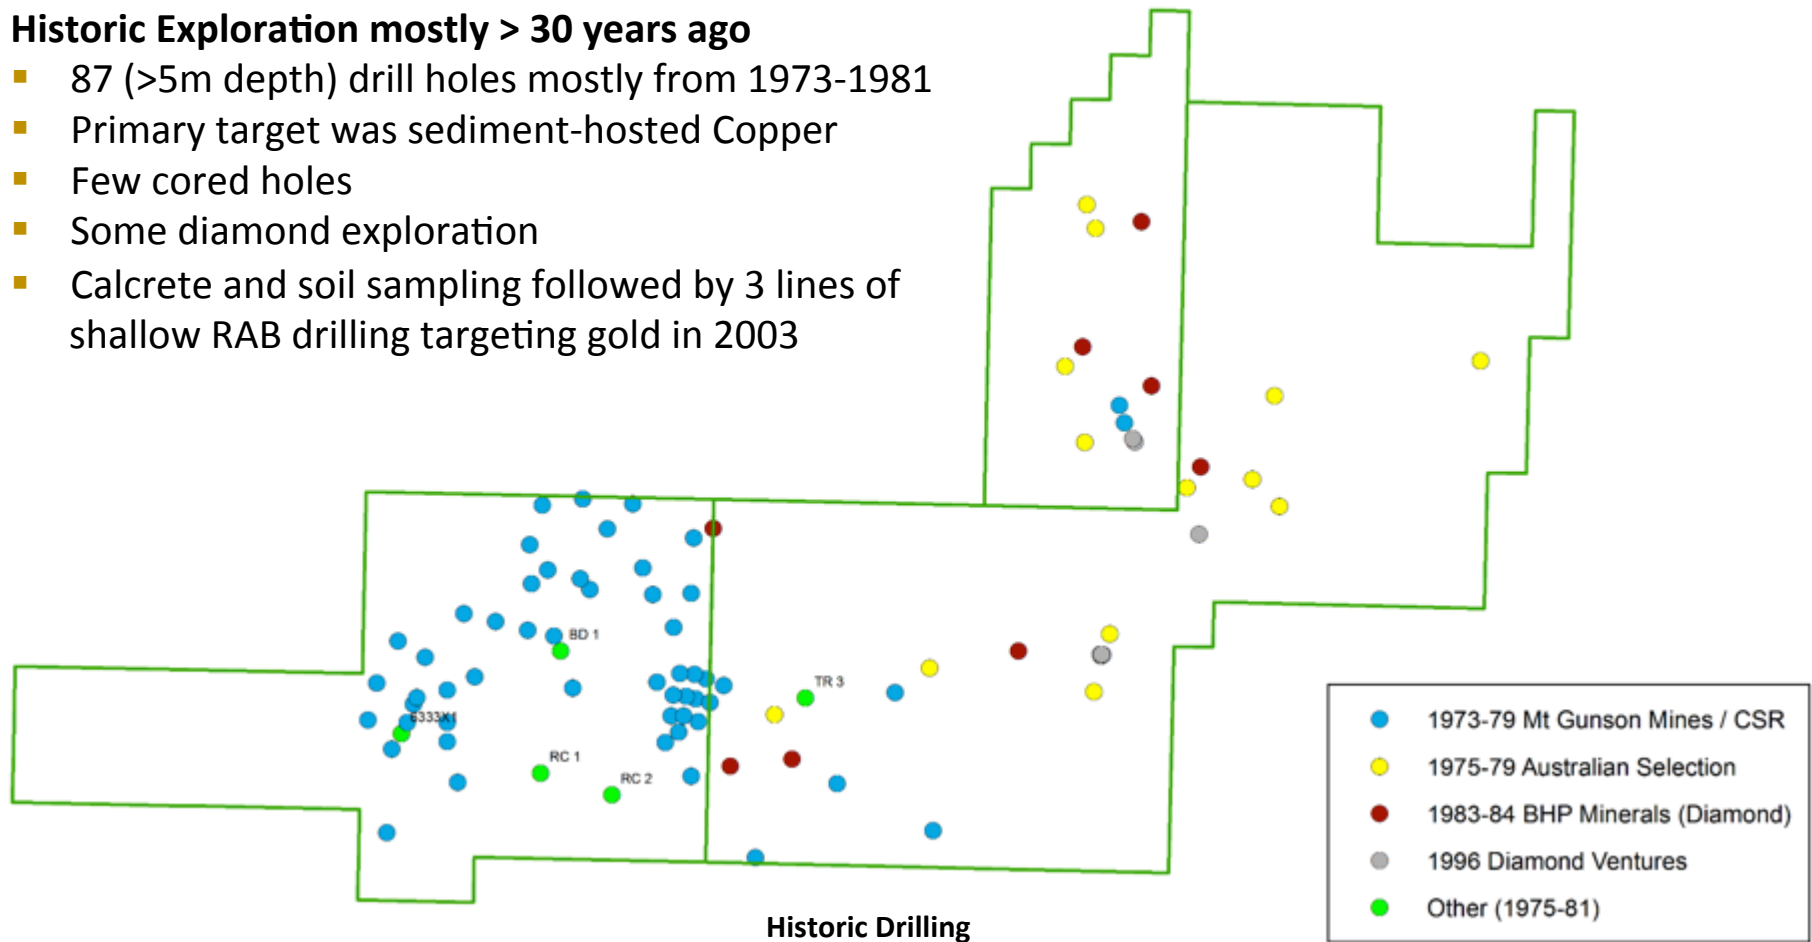 Historic Exploration mostly > 30 years ago
▪ 87 (>5m depth) drill holes mostly from 1973-1981
▪ Primary target was sediment-hosted Copper
▪ Few cored holes
▪ Some diamond exploration
▪ Calcrete and soil sampling followed by 3 lines of
shallow RAB drilling targeting gold in 2003
BD 1
TR 3
6333X1
RC 1
RC 2
1973-79 Mt Gunson Mines / CSR
1975-79 Australian Selection
1983-84 BHP Minerals (Diamond)
1996 Diamond Ventures
Other (1975-81)
Historic Drilling